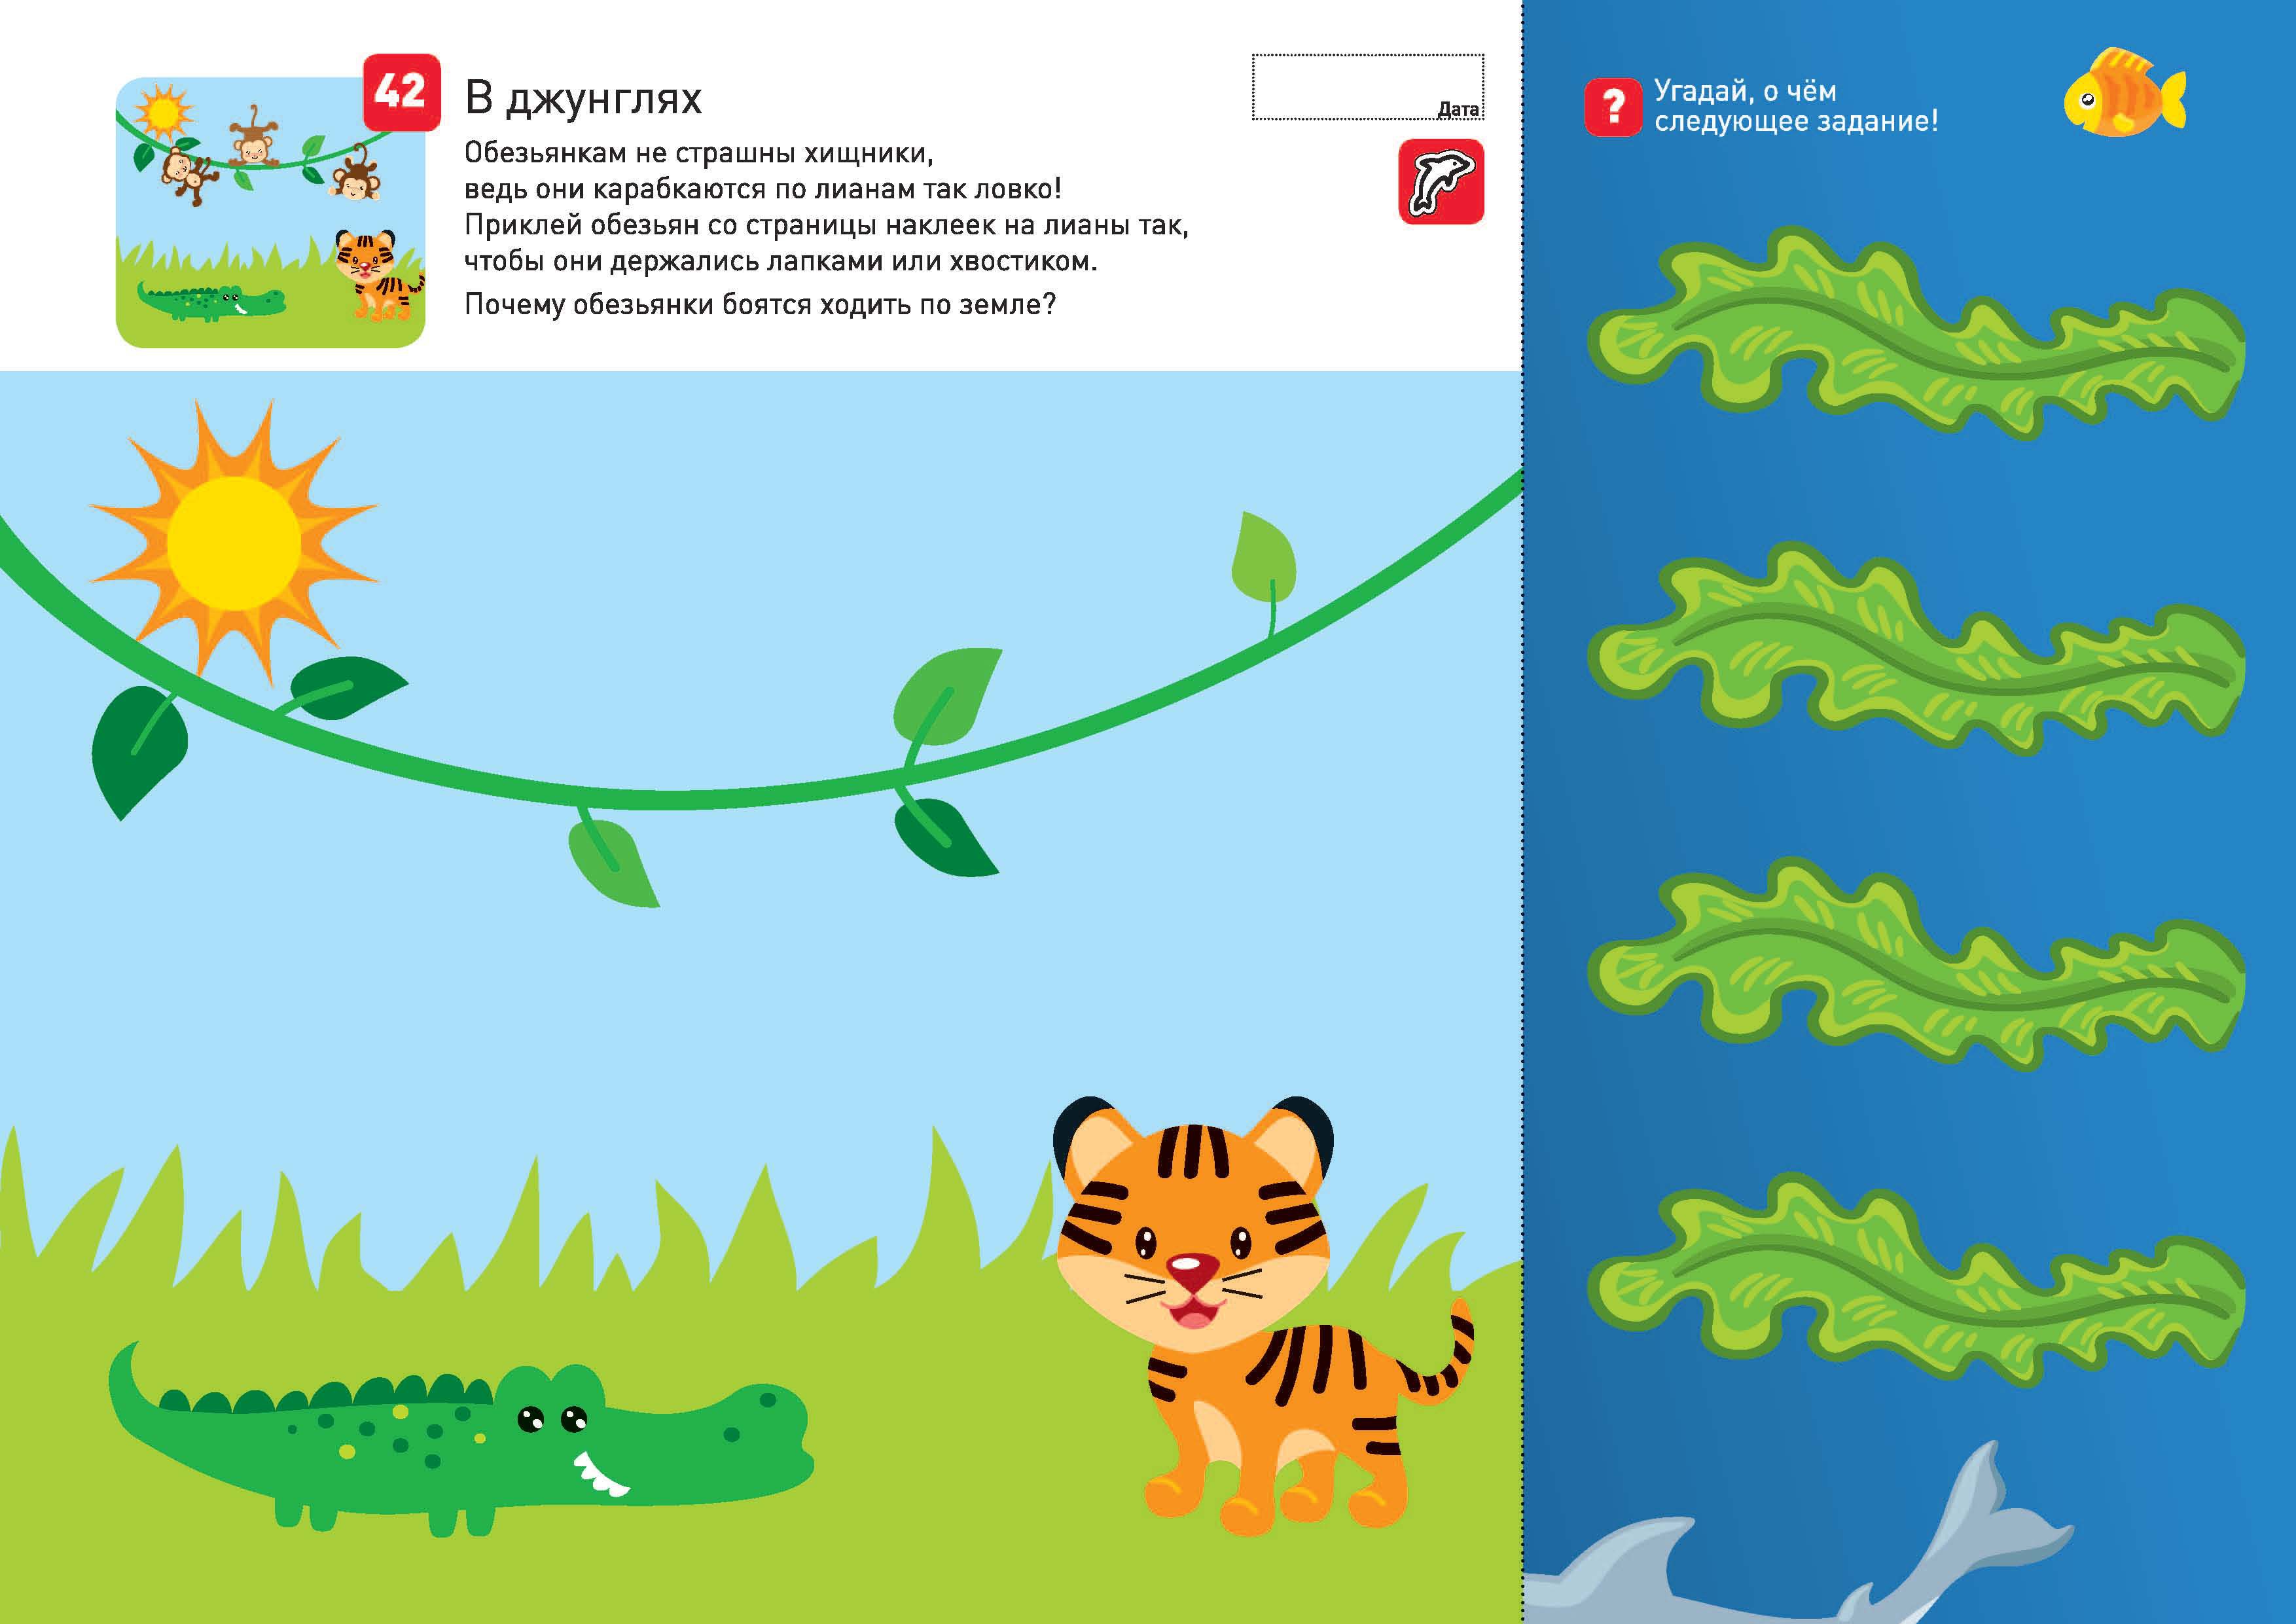 42
В джунглях
Дата
Обезьянкам не страшны хищники,
ведь они карабкаются по лианам так ловко!
Приклей обезьян со страницы наклеек на лианы так,
чтобы они держались лапками или хвостиком.
Почему обезьянки боятся ходить по земле?
?
Угадай, о чём
следующее задание!